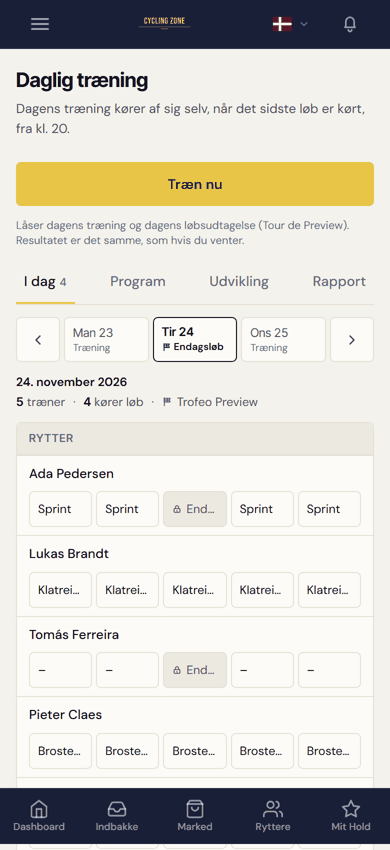 CYCLING ZONE
Daglig træning
Dagens træning kører af sig selv, når det sidste løb er kørt,
fra kl. 20.
Træn nu
Låser dagens træning og dagens løbsudtagelse (Tour de Preview).
Resultatet er det samme, som hvis du venter.
I dag 4 Program Udvikling Rapport
Man 23 Tir 24 Ons 25
Træning Endagsløb Træning
24. november 2026
5 træner · 4 kører løb · Trofeo Preview
RYTTER
Ada Pedersen
Sprint Sprint End... Sprint Sprint
Lukas Brandt
Klatrei... Klatrei... Klatrei... Klatrei... Klatrei...
Tomás Ferreira
– – End... – –
Pieter Claes
Broste... Broste... Broste... Broste... Broste...
Dashboard Indbakke Marked Ryttere Mit Hold